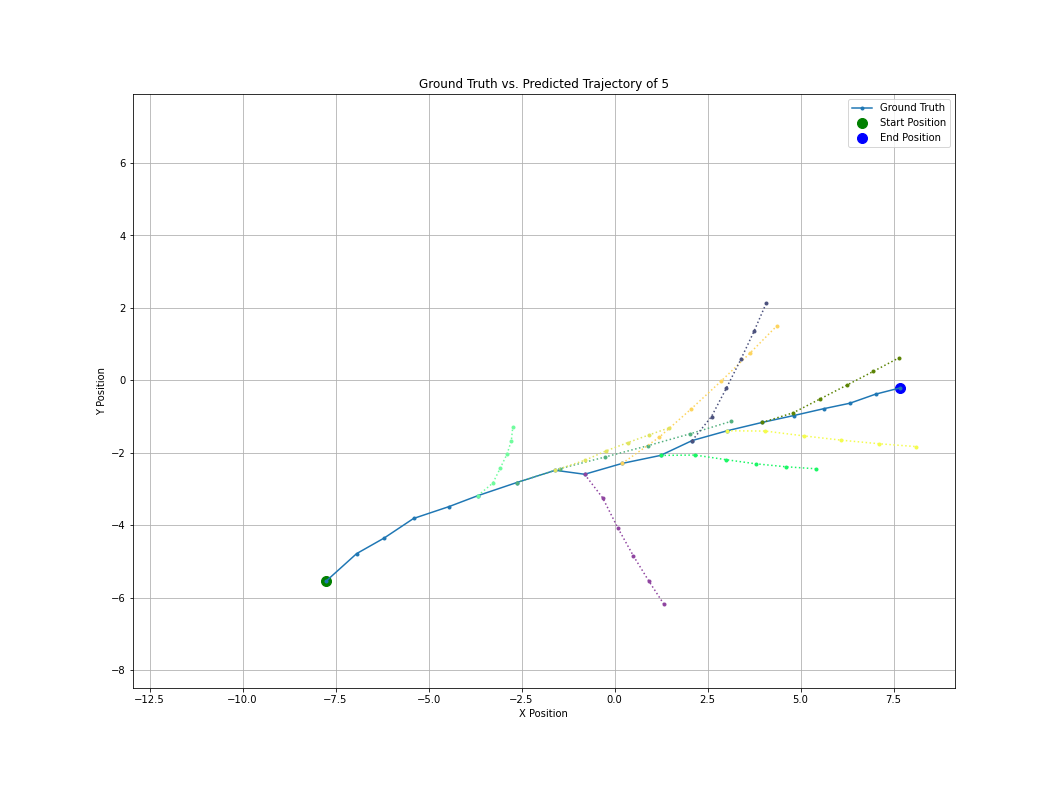 Ground Truth vs. Predicted Trajectory of 5
Ground Truth
Start Position
End Position
6
4
2
0
−2
−4
−6
−8
Y Position
−12.5 −10.0 −7.5 −5.0 −2.5 0.0 2.5 5.0 7.5
X Position